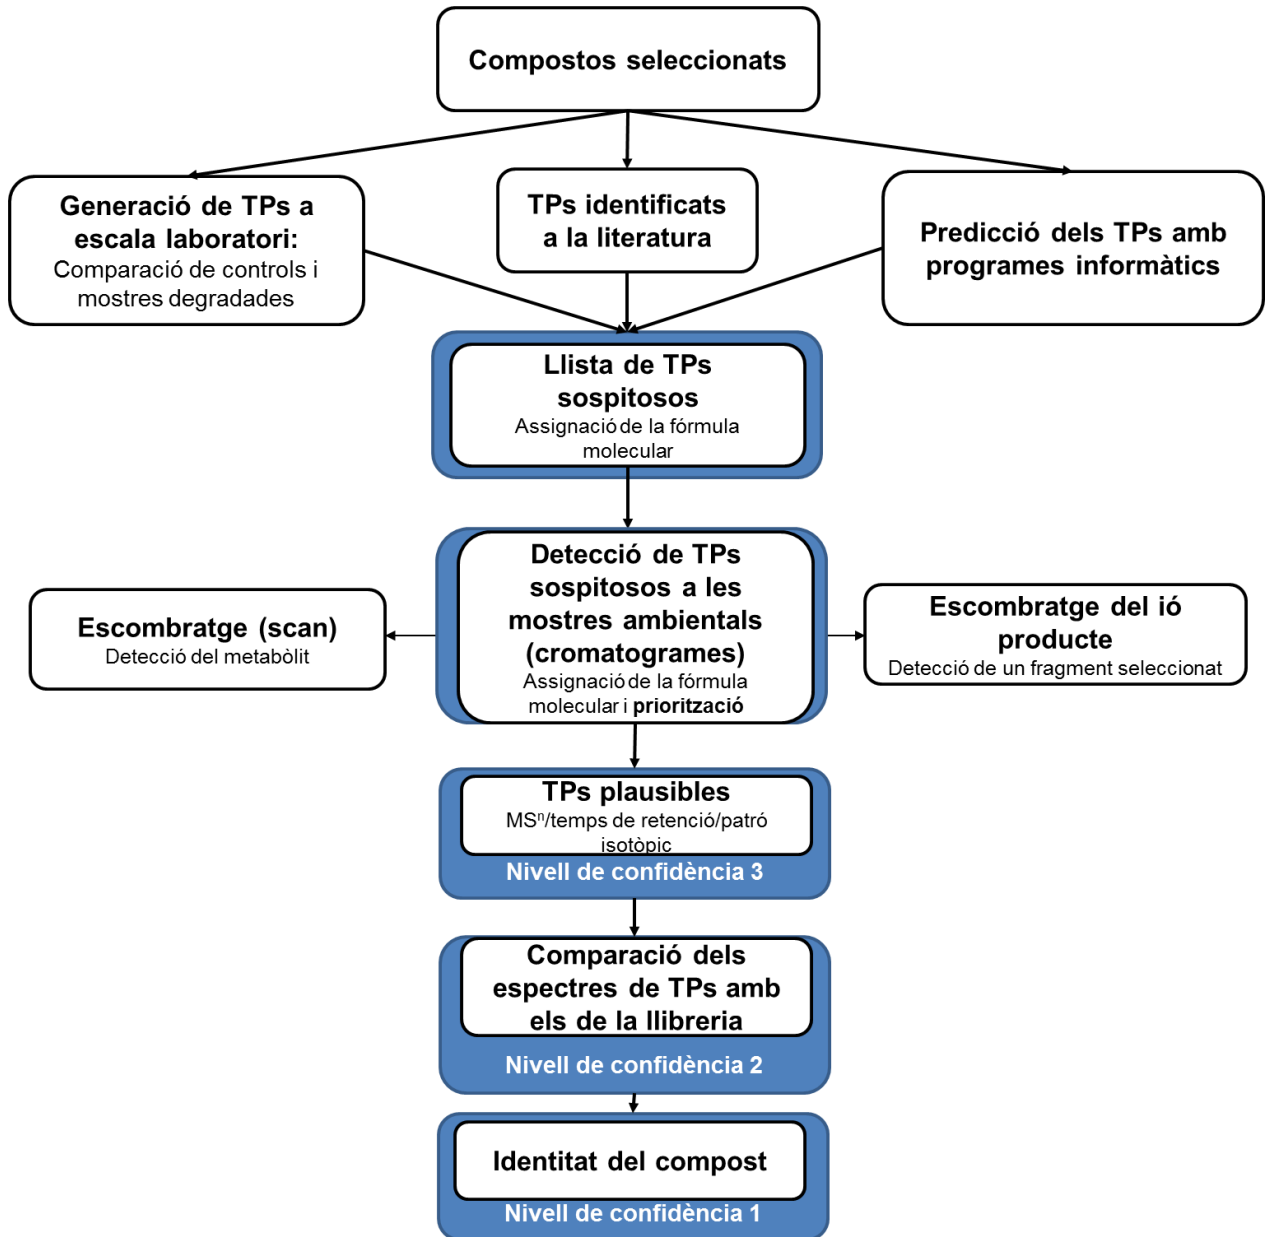 Compostos seleccionats
Generació de TPs a
escala laboratori:
Comparació de controls i
mostres degradades
TPs identificats
a la literatura
Predicció dels TPs amb
programes informàtics
Llista de TPs
sospitosos
Assignació de la fórmula
molecular
Detecció de TPs
sospitosos a les
mostres ambientals
(cromatogrames)
Assignació de la fórmula
molecular i priorització
Escombratge (scan)
Detecció del metabòlit
Escombratge del ió
producte
Detecció de un fragment seleccionat
TPs plausibles
MSⁿ/temps de retenció/patró
isotòpic
Nivell de confidència 3
Comparació dels
espectres de TPs amb
els de la llibreria
Nivell de confidència 2
Identitat del compost
Nivell de confidència 1